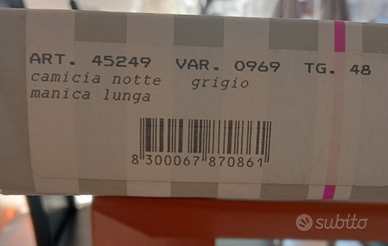 ART. 45249 VAR. 0969 TG. 48
camicia notte grigio
manica lunga
8 300067 870861
subito